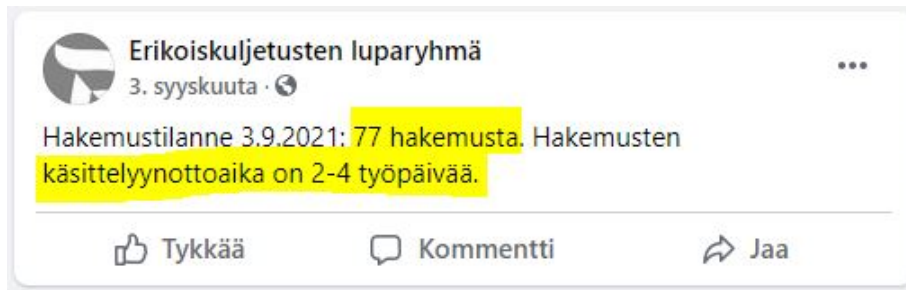 Erikoiskuljetusten luparyhmä
3. syyskuuta ·
Hakemustilanne 3.9.2021: 77 hakemusta. Hakemusten
käsittelyynottoaika on 2-4 työpäivää.
Tykkää Kommentti Jaa